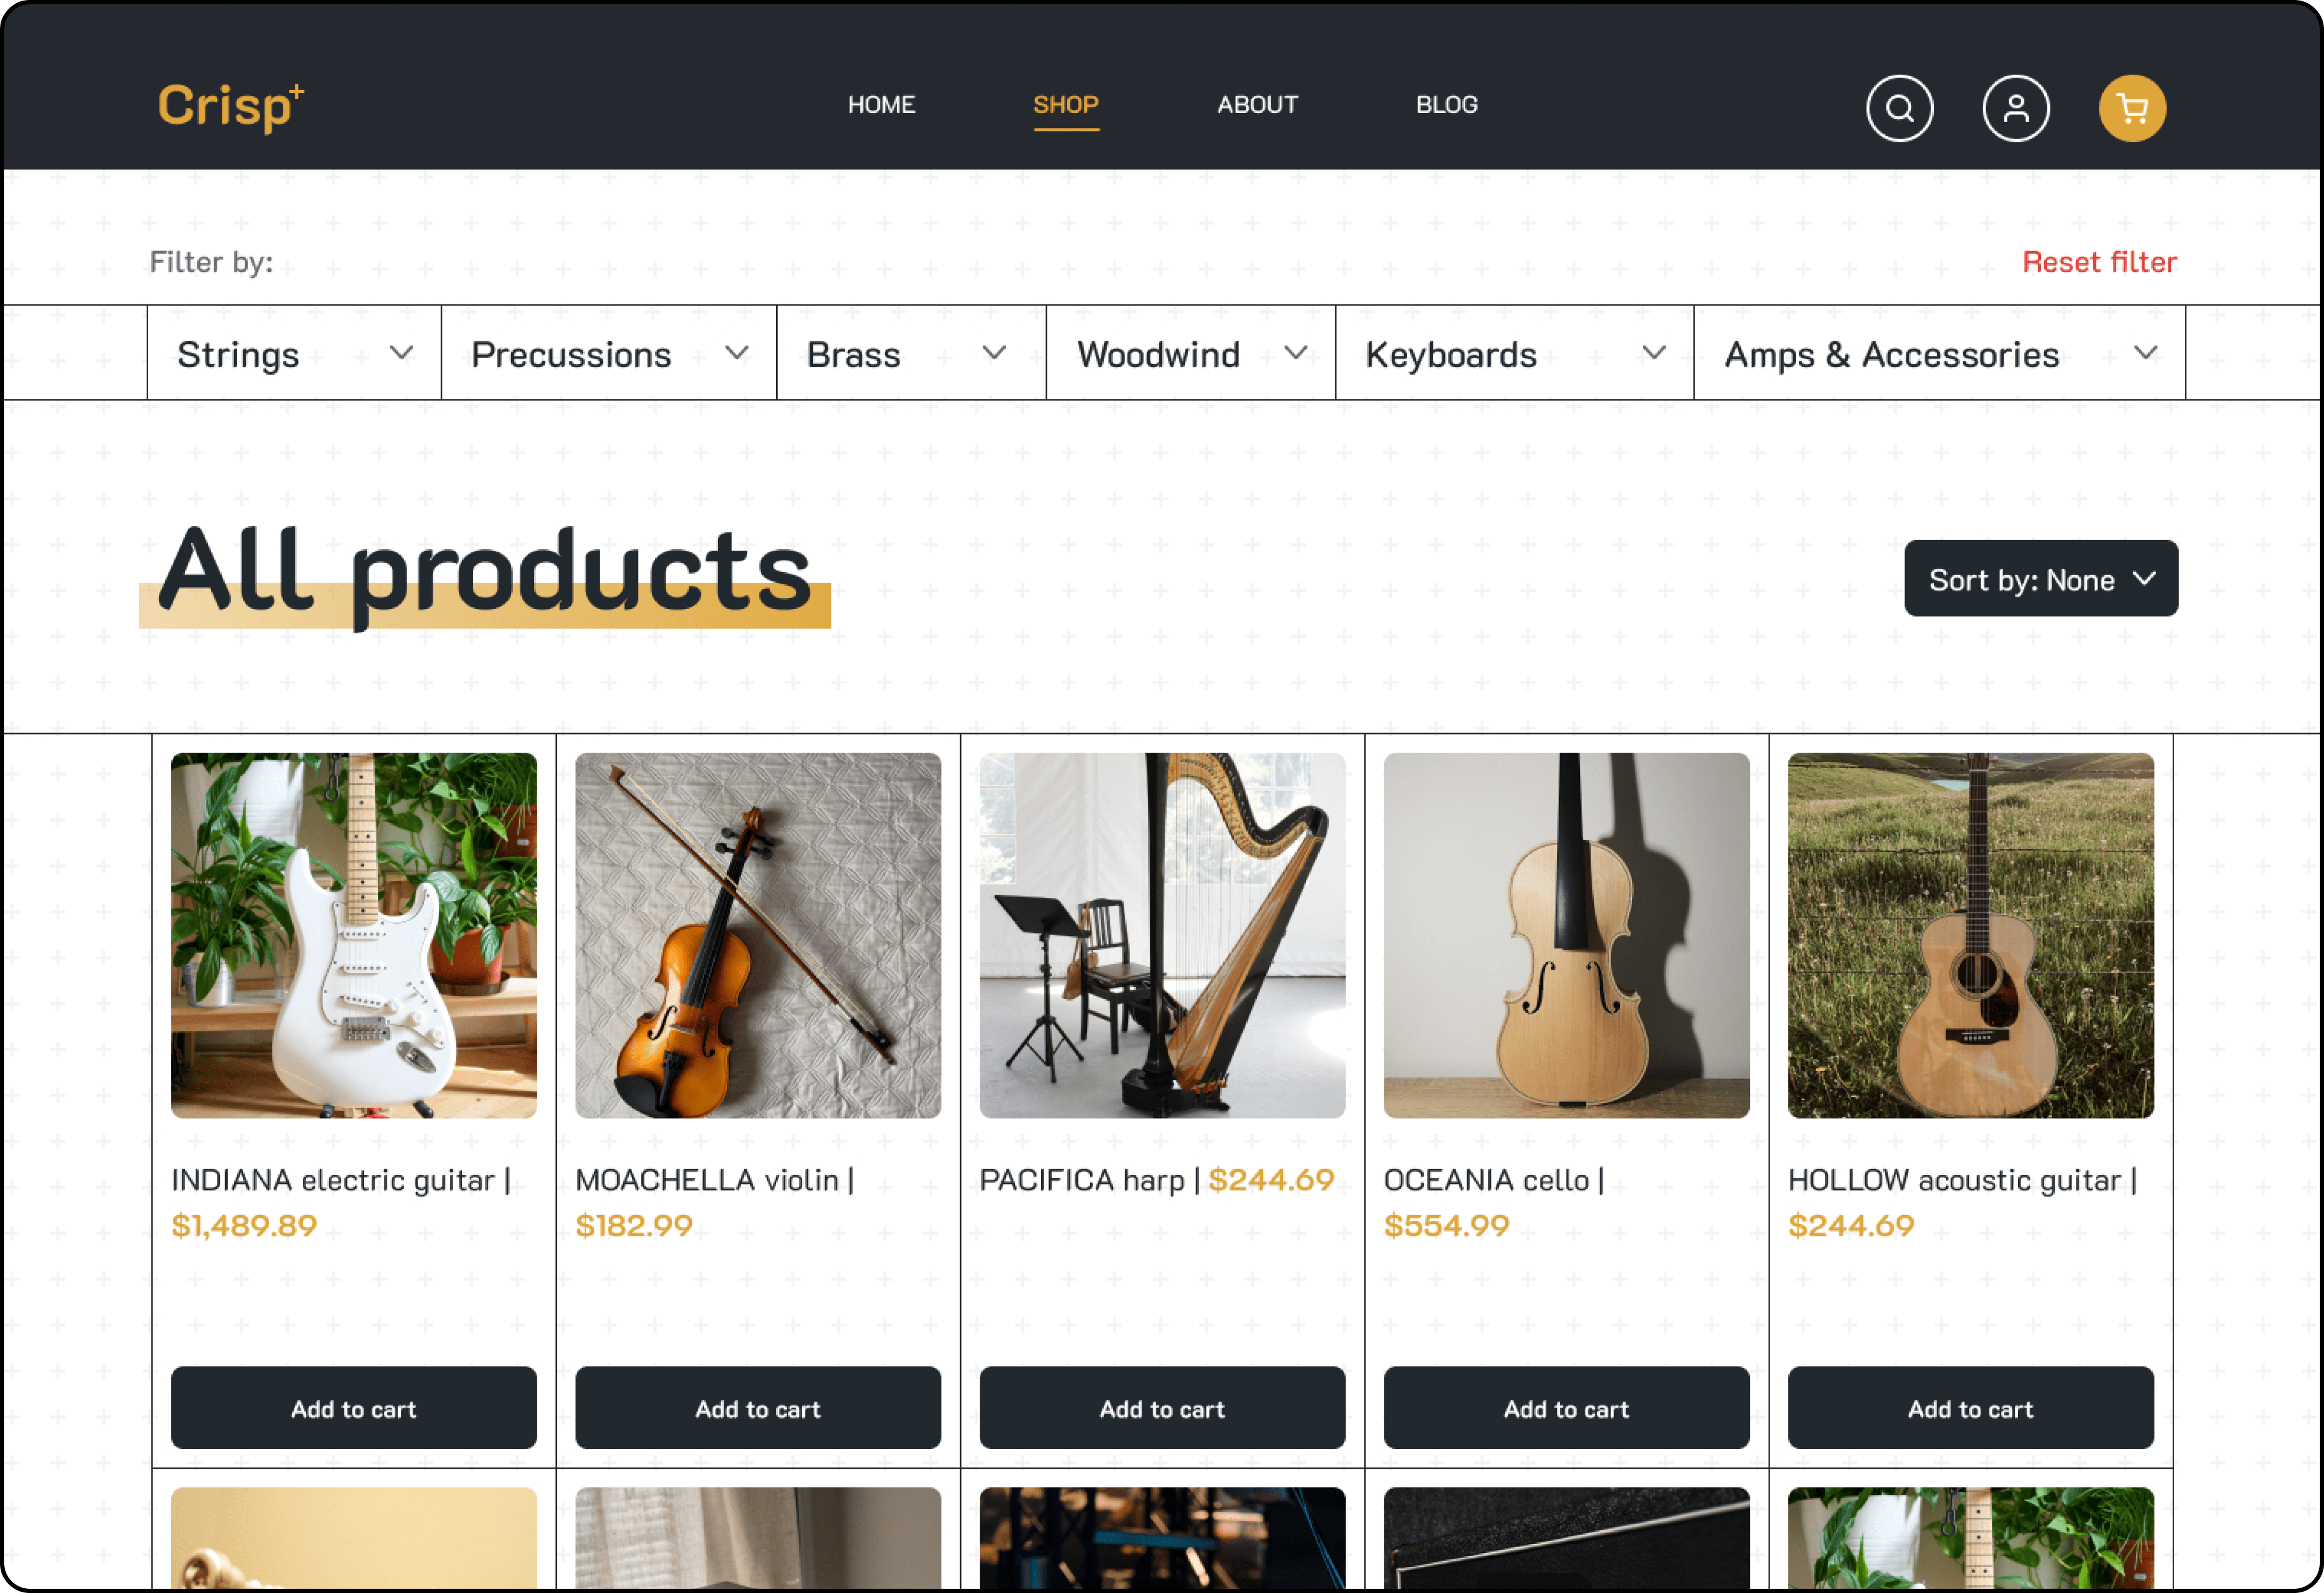 Crisp+
HOME SHOP ABOUT BLOG
Filter by: Reset filter
Strings Precussions Brass Woodwind Keyboards Amps & Accessories
All products
Sort by: None
INDIANA electric guitar |
$1,489.89
MOACHELLA violin |
$182.99
PACIFICA harp | $244.69
OCEANIA cello |
$554.99
HOLLOW acoustic guitar |
$244.69
Add to cart Add to cart Add to cart Add to cart Add to cart